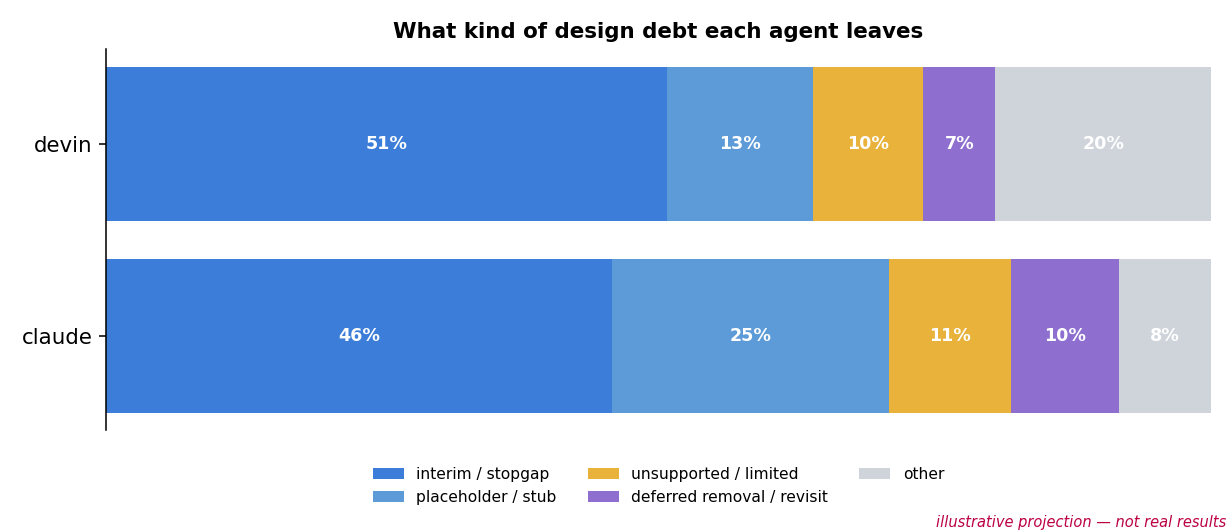 What kind of design debt each agent leaves
devin
51%
13%
10%
7%
20%
claude
46%
25%
11%
10%
8%
interim / stopgap
placeholder / stub
unsupported / limited
deferred removal / revisit
other
illustrative projection — not real results